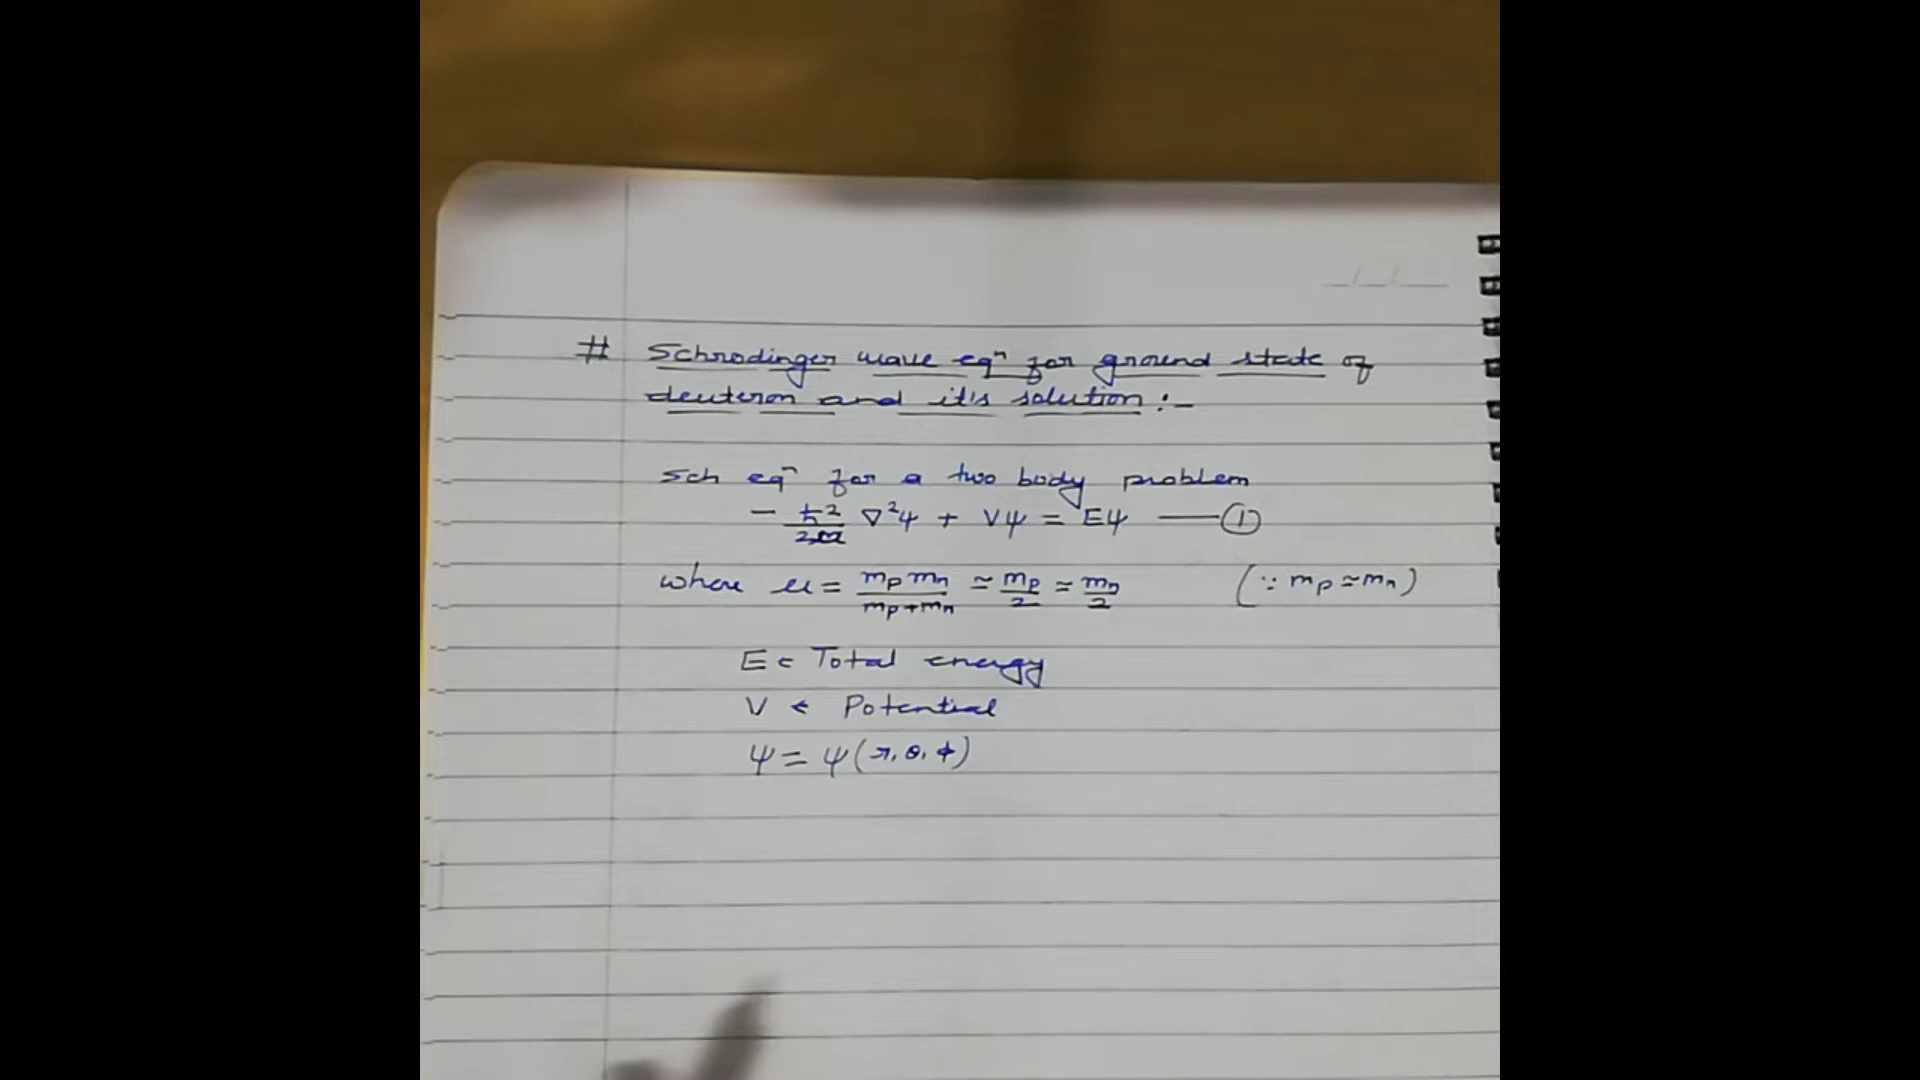 # Schrodinger wave eqⁿ for ground state of
deuteron and it's solution :-
Sch eqⁿ for a two body problem
- ℏ²/2μ ∇²ψ + Vψ = Eψ —— ①
where μ = mₚmₙ/mₚ+mₙ ≃ mₚ/2 ≃ mₙ/2 (∵ mₚ ≃ mₙ)
E ← Total energy
V ← Potential
ψ = ψ(r, θ, ϕ)